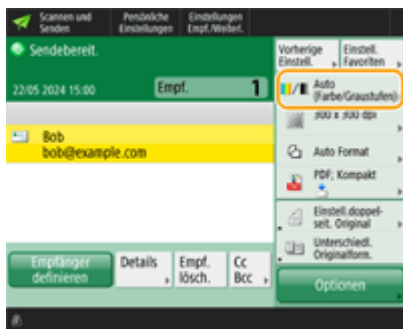 Scannen und
Senden
Persönliche
Einstellungen
Einstellungen
Empf./Weiterl.
Sendebereit.
22/05 2024 15:00
Empf.
1
Bob
bob@example.com
Empfänger
definieren
Details
Empf.
lösch.
Cc
Bcc
Vorherige
Einstell.
Einstell.
Favoriten
Auto
(Farbe/Graustufen)
300 x 300 dpi
Auto Format
PDF; Kompakt
Einstell.doppel-
seit. Original
Unterschiedl.
Originalform.
Optionen